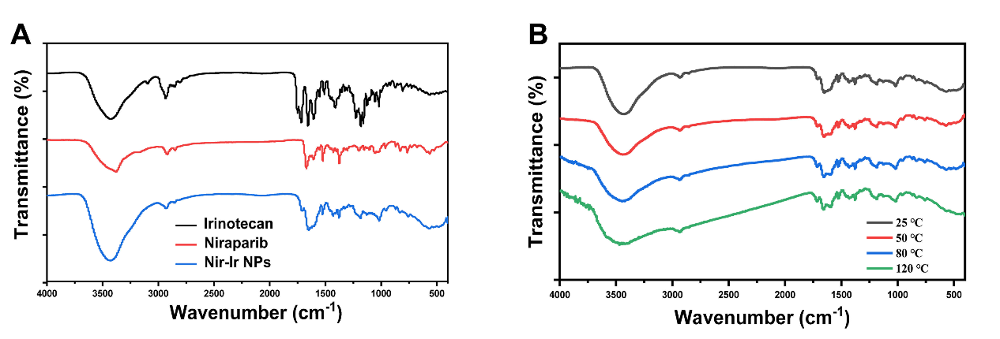 A
Transmittance (%)
Irinotecan
Niraparib
Nir-Ir NPs
4000 3500 3000 2500 2000 1500 1000 500
Wavenumber (cm-1)
B
Transmittance (%)
25 ℃
50 ℃
80 ℃
120 ℃
4000 3500 3000 2500 2000 1500 1000 500
Wavenumber (cm-1)